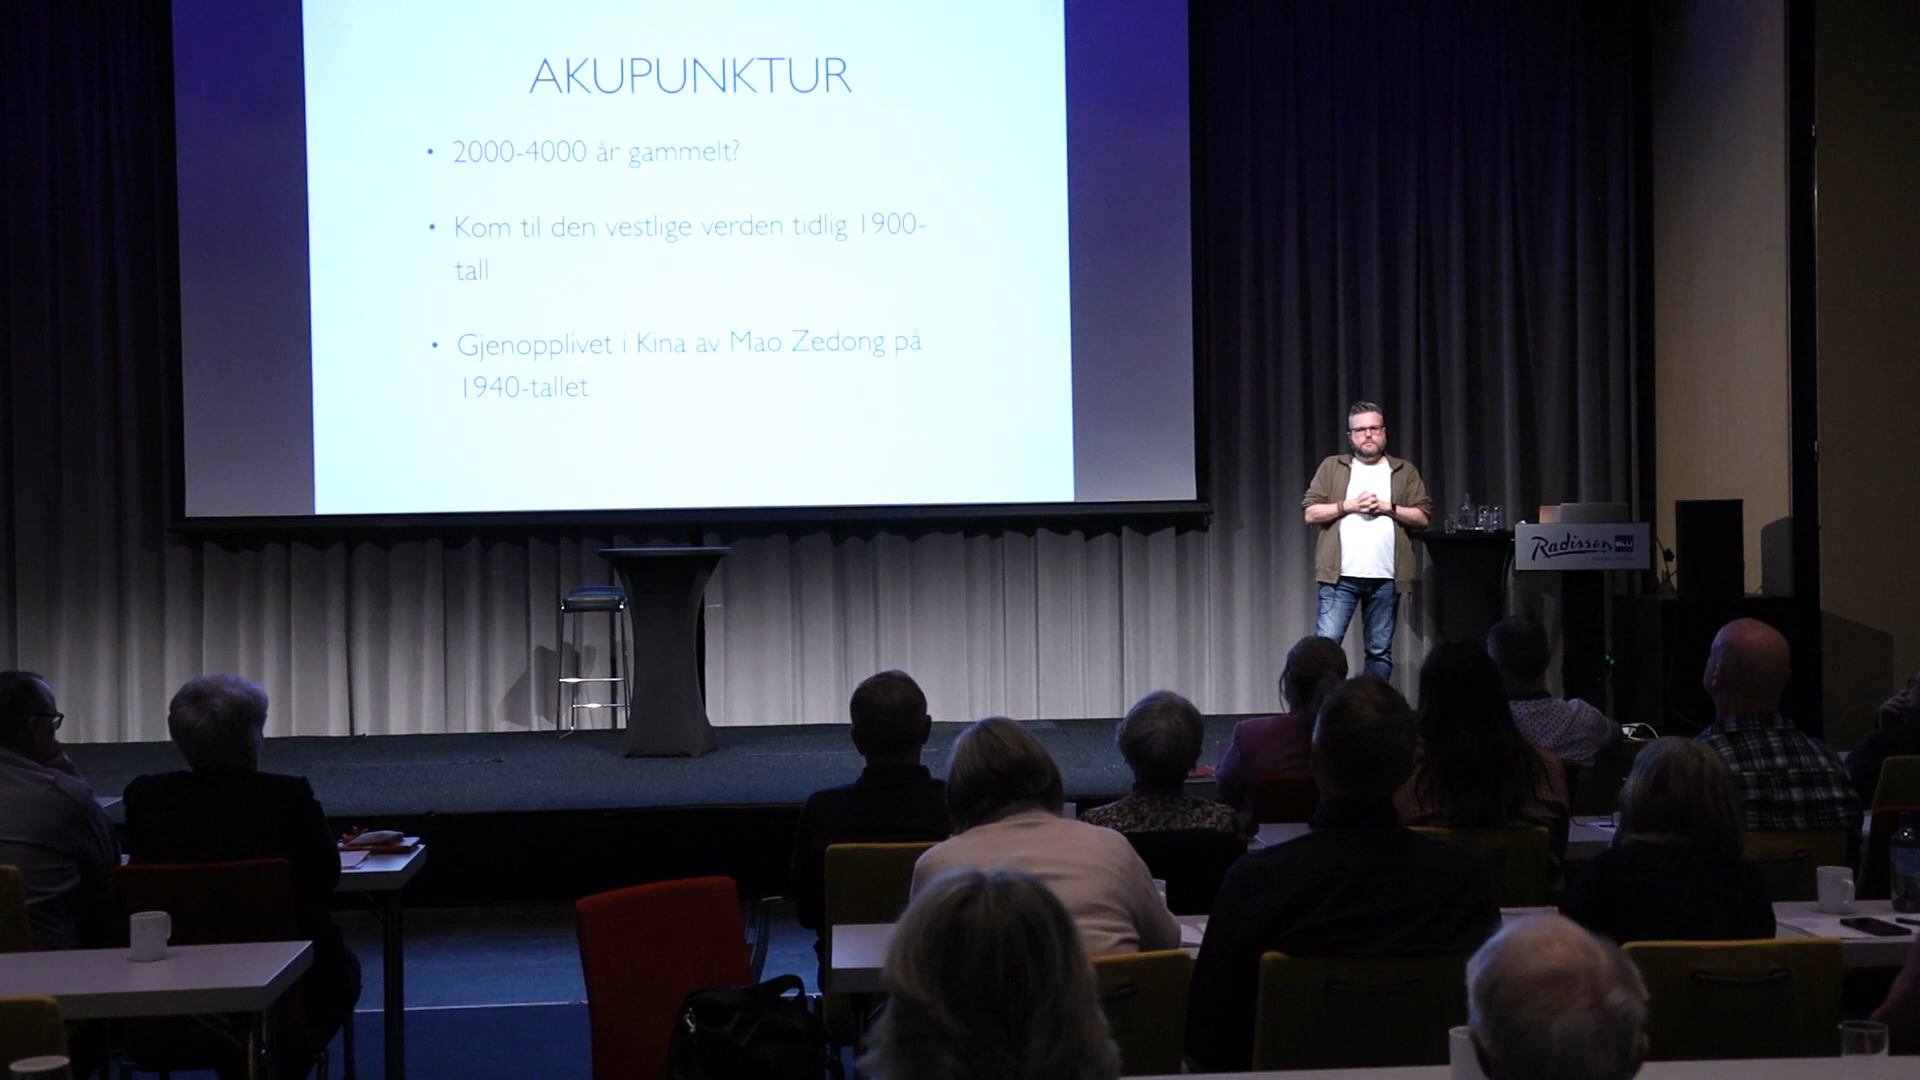 AKUPUNKTUR
• 2000-4000 år gammelt?
• Kom til den vestlige verden tidlig 1900-
tall
• Gjenopplivet i Kina av Mao Zedong på
1940-tallet
Radisson BLU